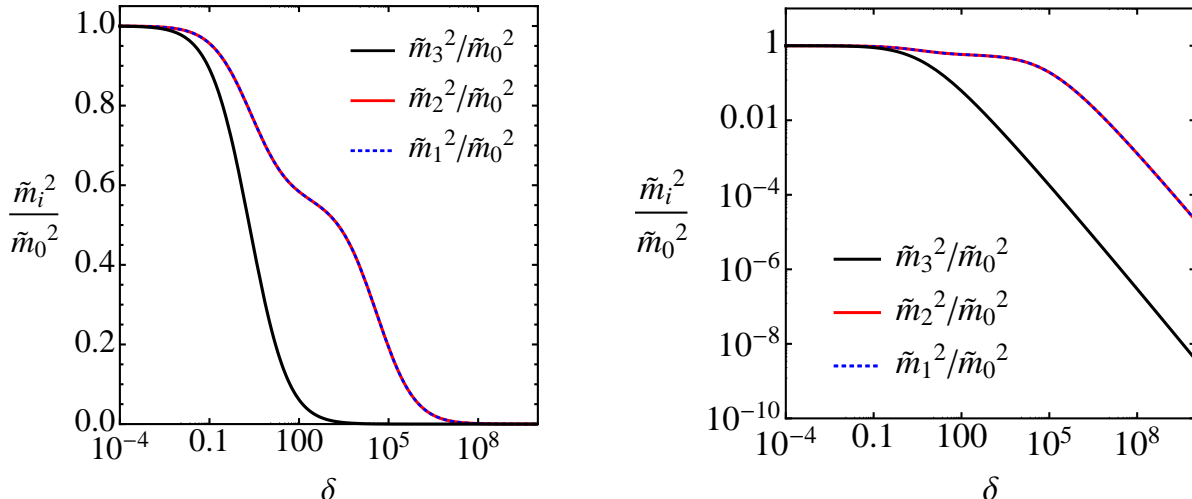 1.0
0.8
0.6
0.4
0.2
0.0
m̃ᵢ²
m̃₀²
m̃₃²/m̃₀²
m̃₂²/m̃₀²
m̃₁²/m̃₀²
10⁻⁴ 0.1 100 10⁵ 10⁸
δ
1
0.01
10⁻⁴
10⁻⁶
10⁻⁸
10⁻¹⁰
m̃ᵢ²
m̃₀²
m̃₃²/m̃₀²
m̃₂²/m̃₀²
m̃₁²/m̃₀²
10⁻⁴ 0.1 100 10⁵ 10⁸
δ